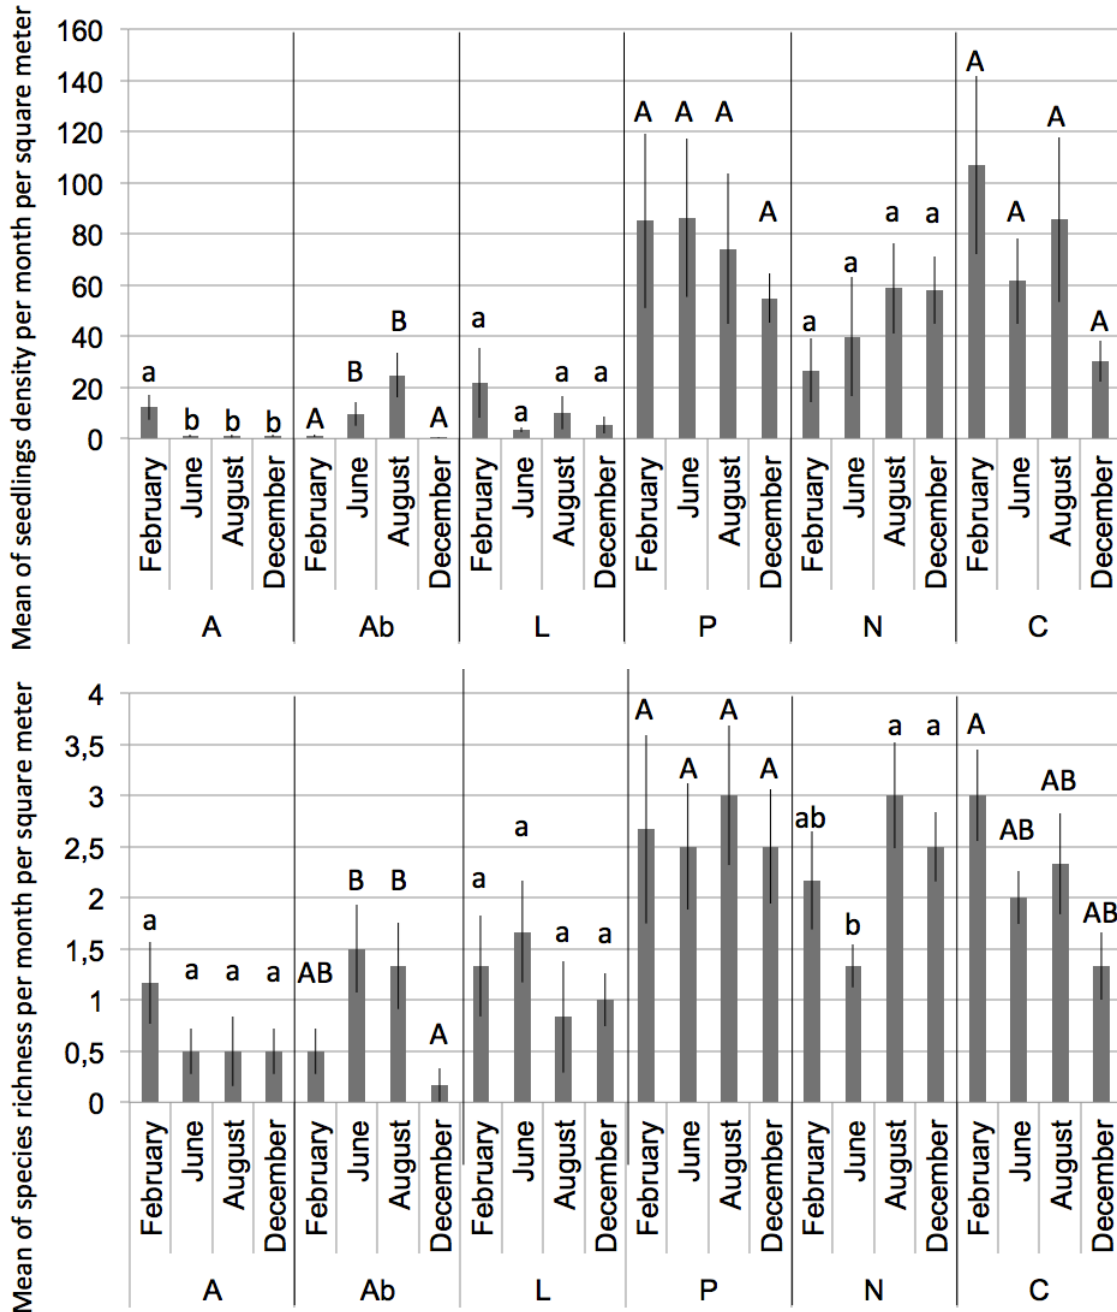 Mean of seedlings density per month per square meter
160
140
120
100
80
60
40
20
0
a b b b
A B B A
a a a a
A A A A
a a a a
A A A A
February June August December
February June August December
February June August December
February June August December
February June August December
February June August December
A Ab L P N C
Mean of species richness per month per square meter
4
3,5
3
2,5
2
1,5
1
0,5
0
a a a a
AB B B A
a a a a
A A A A
ab b a a
A AB AB AB
February June August December
February June August December
February June August December
February June August December
February June August December
February June August December
A Ab L P N C